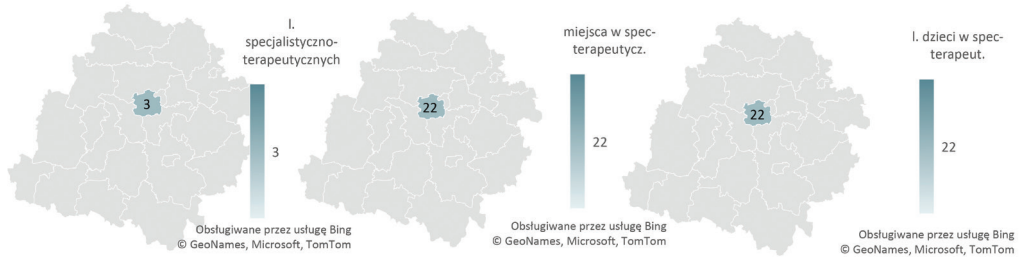 l.
specjalistyczno-
terapeutycznych
3
3
Obsługiwane przez usługę Bing
© GeoNames, Microsoft, TomTom
miejsca w spec-
terapeutycz.
22
22
Obsługiwane przez usługę Bing
© GeoNames, Microsoft, TomTom
l. dzieci w spec-
terapeut.
22
22
Obsługiwane przez usługę Bing
© GeoNames, Microsoft, TomTom